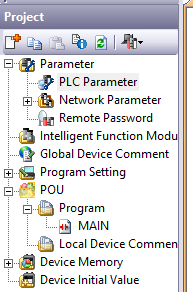 Project
Parameter
PLC Parameter
Network Parameter
Remote Password
Intelligent Function Modu
Global Device Comment
Program Setting
POU
Program
MAIN
Local Device Commen
Device Memory
Device Initial Value